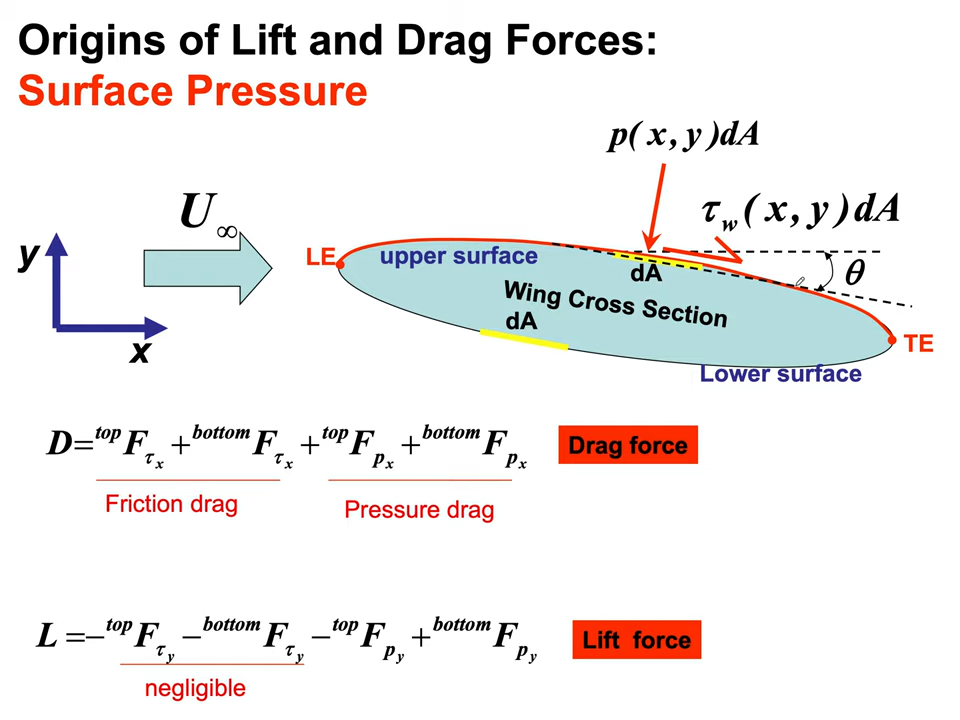 Origins of Lift and Drag Forces:
Surface Pressure
p( x , y )dA
U∞
τw ( x , y )dA
y
LE
upper surface
dA
θ
Wing Cross Section
dA
x
TE
Lower surface
D=ᵗᵒᵖFτx +ᵇᵒᵗᵗᵒᵐFτx +ᵗᵒᵖFpx +ᵇᵒᵗᵗᵒᵐFpx
Drag force
Friction drag
Pressure drag
L =−ᵗᵒᵖFτy −ᵇᵒᵗᵗᵒᵐFτy −ᵗᵒᵖFpy +ᵇᵒᵗᵗᵒᵐFpy
Lift force
negligible